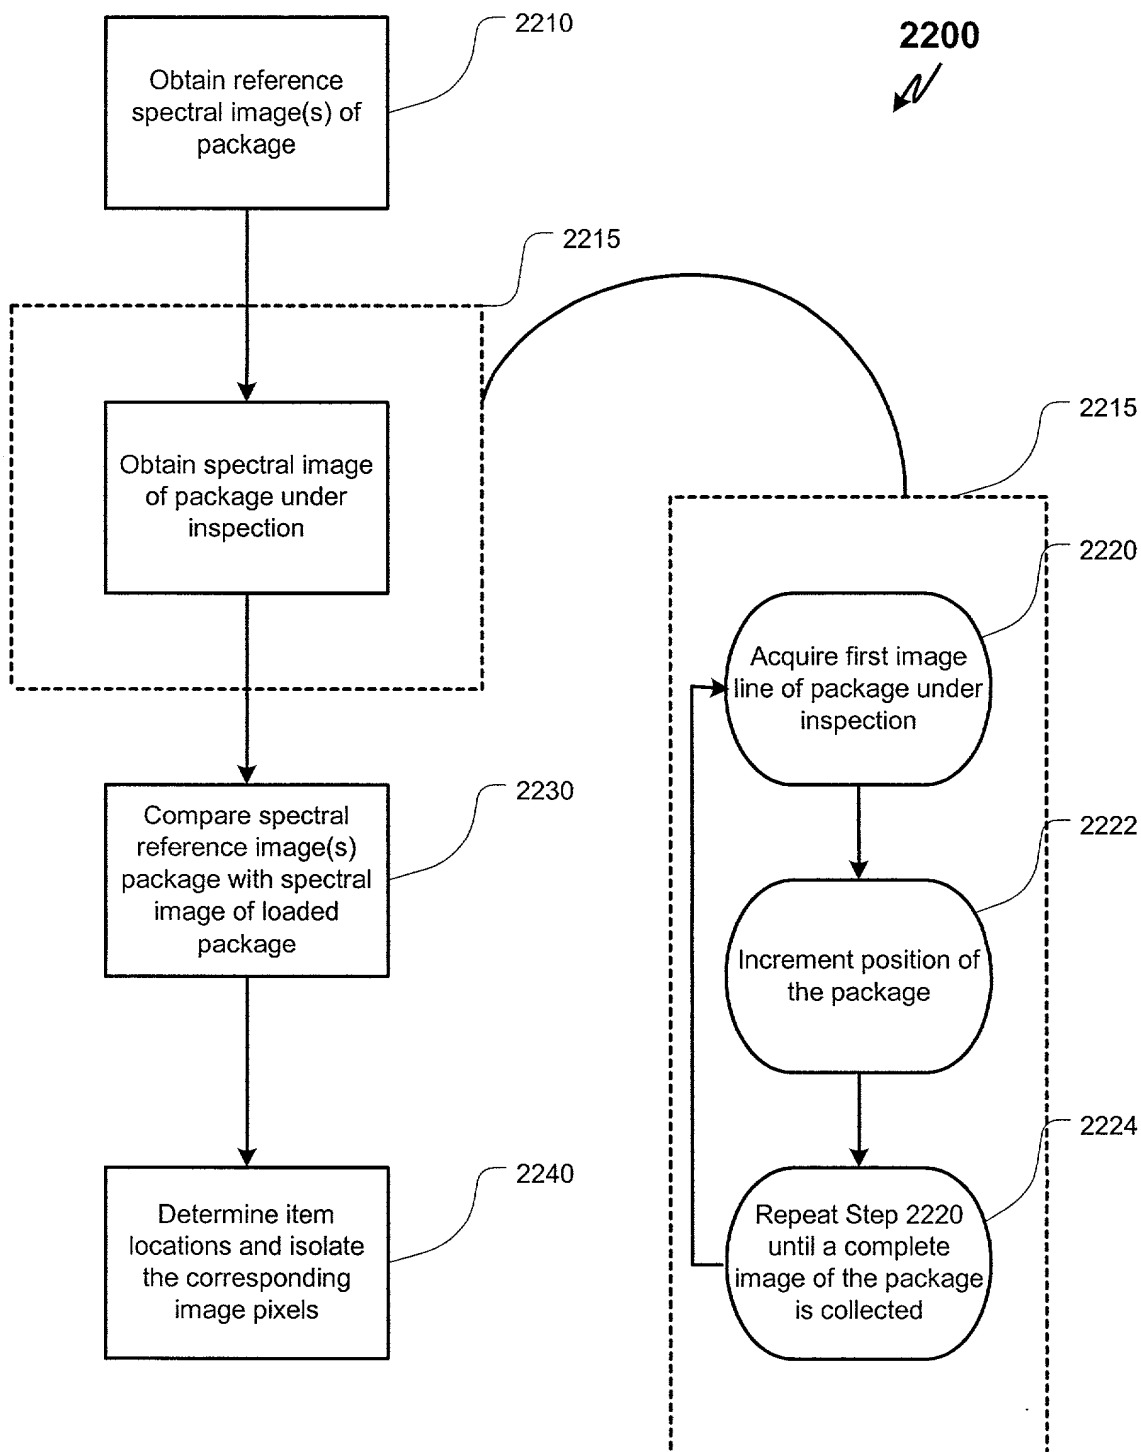 2200
2210
Obtain reference
spectral image(s) of
package
2215
Obtain spectral image
of package under
inspection
2230
Compare spectral
reference image(s)
package with spectral
image of loaded
package
2240
Determine item
locations and isolate
the corresponding
image pixels
2215
2220
Acquire first image
line of package under
inspection
2222
Increment position of
the package
2224
Repeat Step 2220
until a complete
image of the package
is collected